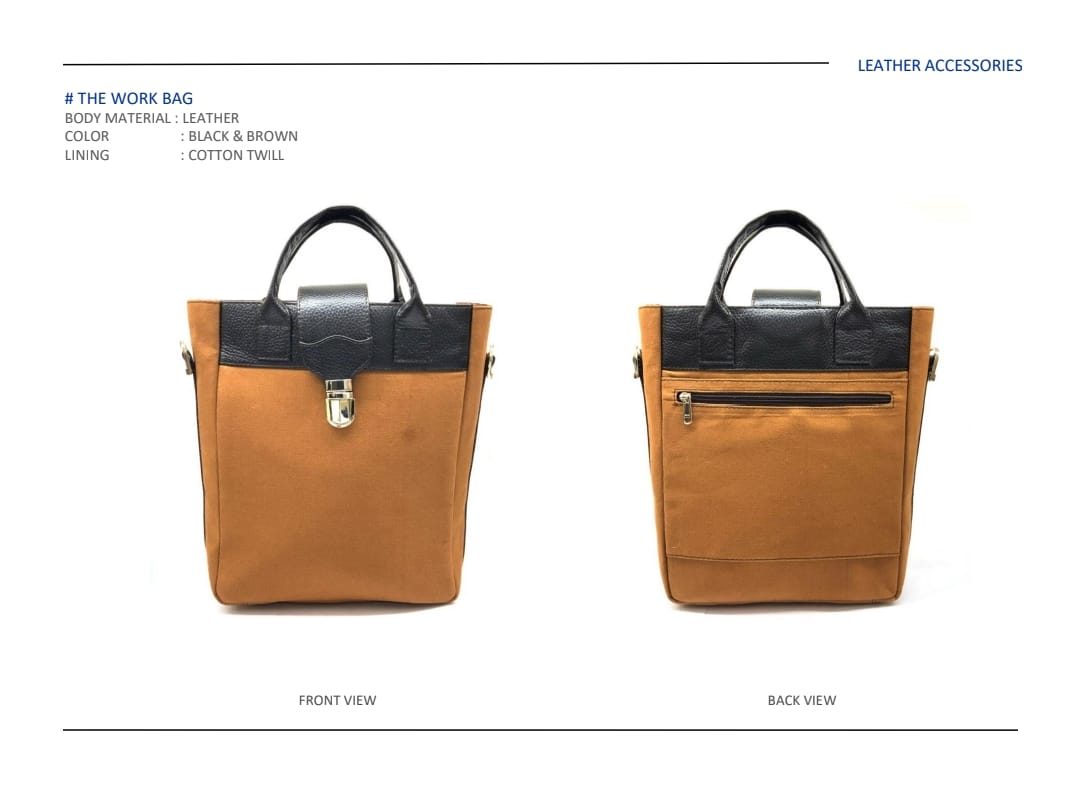 LEATHER ACCESSORIES
# THE WORK BAG
BODY MATERIAL : LEATHER
COLOR : BLACK & BROWN
LINING : COTTON TWILL
FRONT VIEW
BACK VIEW